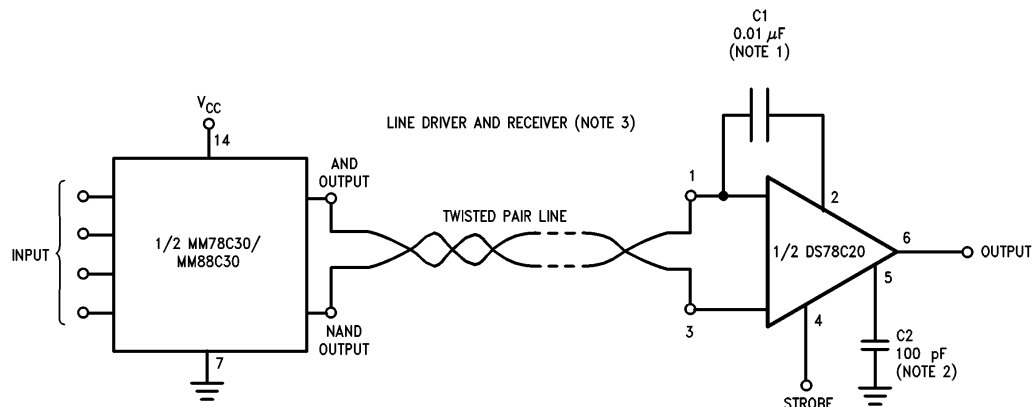 C1
0.01 μF
(NOTE 1)
VCC
14
LINE DRIVER AND RECEIVER (NOTE 3)
AND
OUTPUT
1
2
TWISTED PAIR LINE
INPUT
1/2 MM78C30/
MM88C30
1/2 DS78C20
6
OUTPUT
5
NAND
OUTPUT
3
4
7
C2
100 pF
(NOTE 2)
STROBE